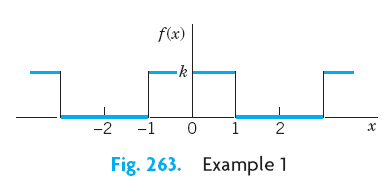 f(x)
k
-2 -1 0 1 2 x
Fig. 263. Example 1